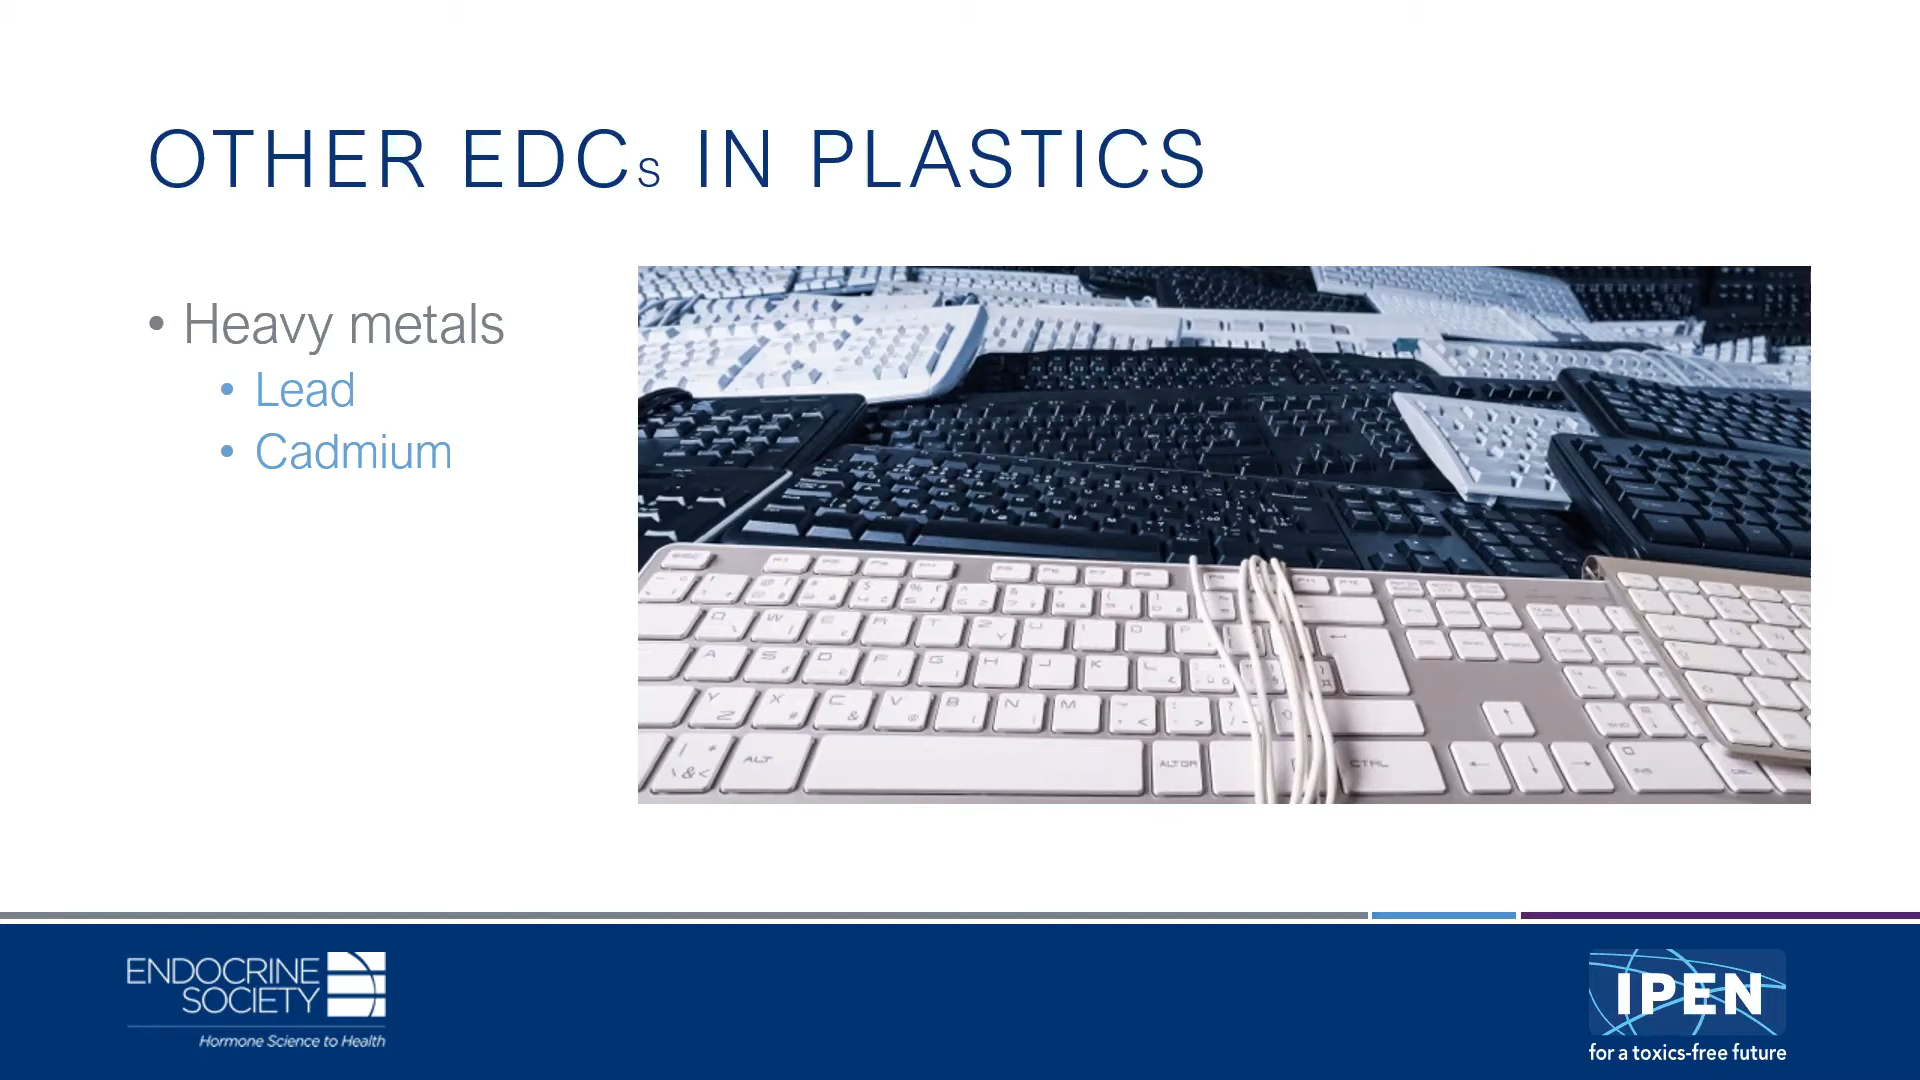 OTHER EDCs IN PLASTICS
• Heavy metals
• Lead
• Cadmium
ENDOCRINE
SOCIETY
Hormone Science to Health
IPEN
for a toxics-free future